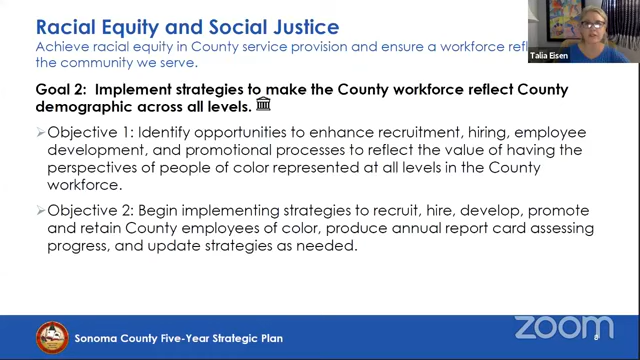 Racial Equity and Social Justice
Achieve racial equity in County service provision and ensure a workforce refl
the community we serve.
Talia Eisen
Goal 2: Implement strategies to make the County workforce reflect County
demographic across all levels.
Objective 1: Identify opportunities to enhance recruitment, hiring, employee
development, and promotional processes to reflect the value of having the
perspectives of people of color represented at all levels in the County
workforce.
Objective 2: Begin implementing strategies to recruit, hire, develop, promote
and retain County employees of color, produce annual report card assessing
progress, and update strategies as needed.
Sonoma County Five-Year Strategic Plan
zoom
8